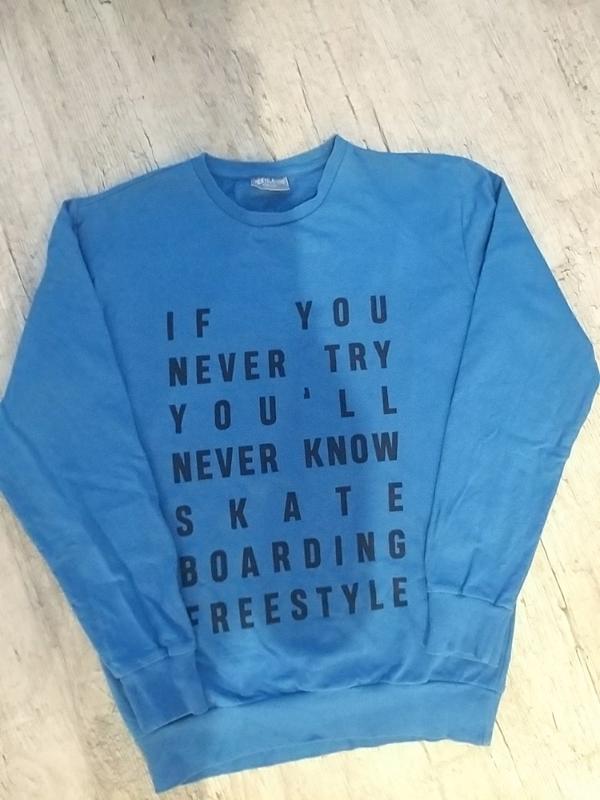 IF YOU
NEVER TRY
YOU'LL
NEVER KNOW
SKATE
BOARDING
FREESTYLE